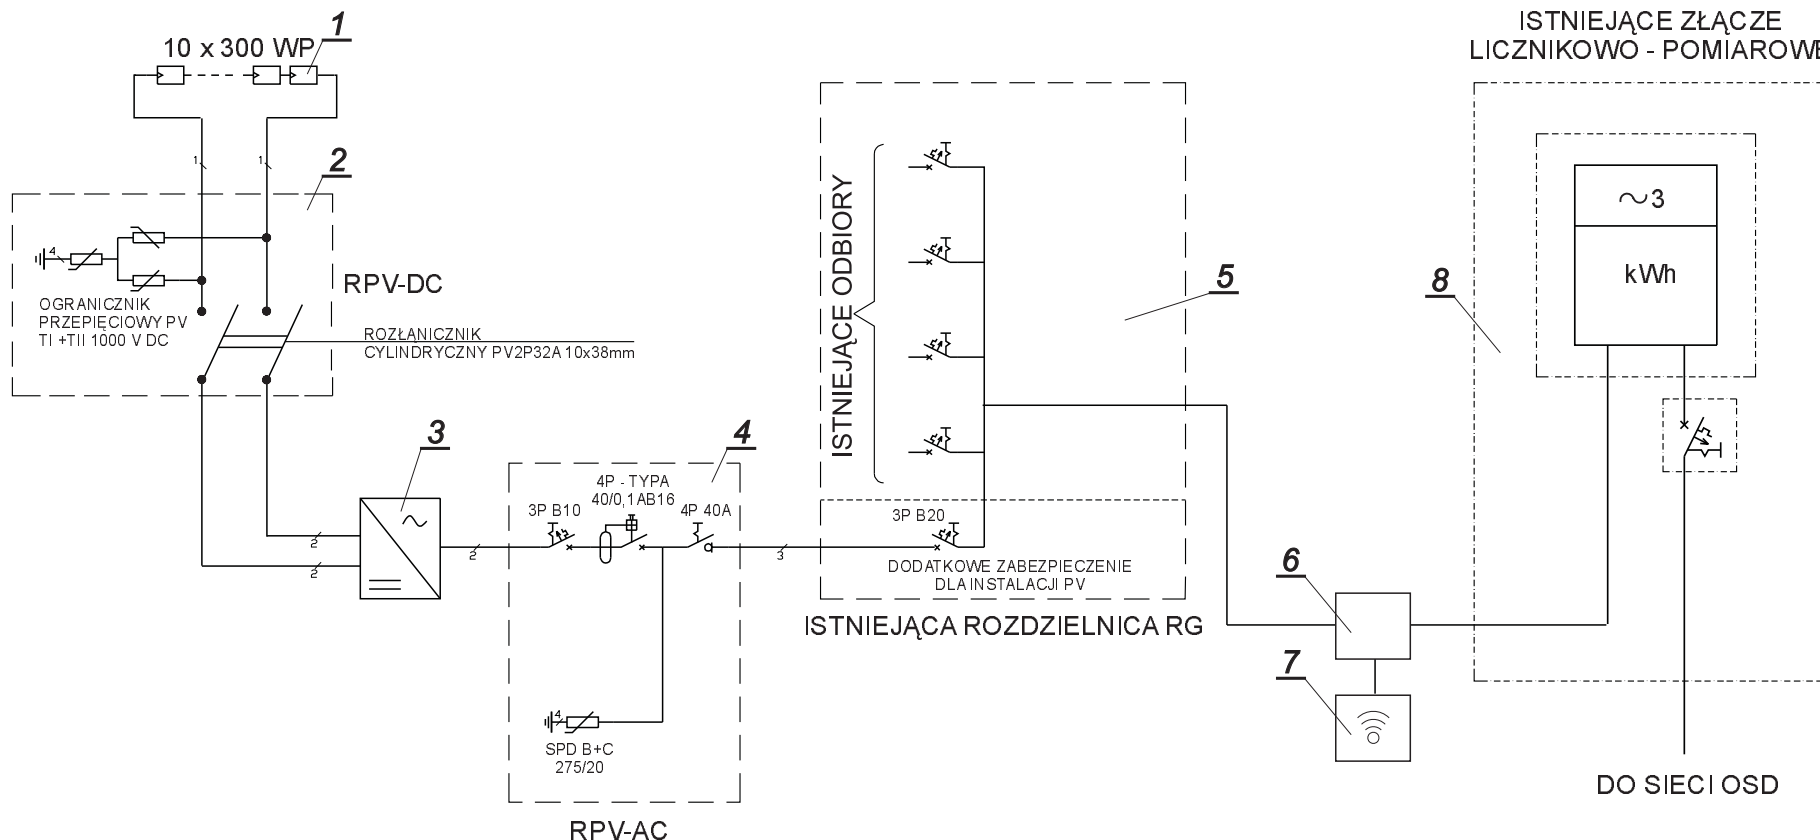 ISTNIEJĄCE ZŁĄCZE
LICZNIKOWO - POMIAROWE
1
10 x 300 WP
1
1
2
4
OGRANICZNIK
PRZEPIĘCIOWY PV
TI +TII 1000 V DC
RPV-DC
ROZŁANICZNIK
CYLINDRYCZNY PV2P32A 10x38mm
3
2
2
2
4
4P - TYPA
40/0,1AB16
3P B10
4P 40A
3
4
SPD B+C
275/20
RPV-AC
ISTNIEJĄCE ODBIORY
5
3P B20
DODATKOWE ZABEZPIECZENIE
DLA INSTALACJI PV
ISTNIEJĄCA ROZDZIELNICA RG
6
7
8
3
kWh
DO SIECI OSD